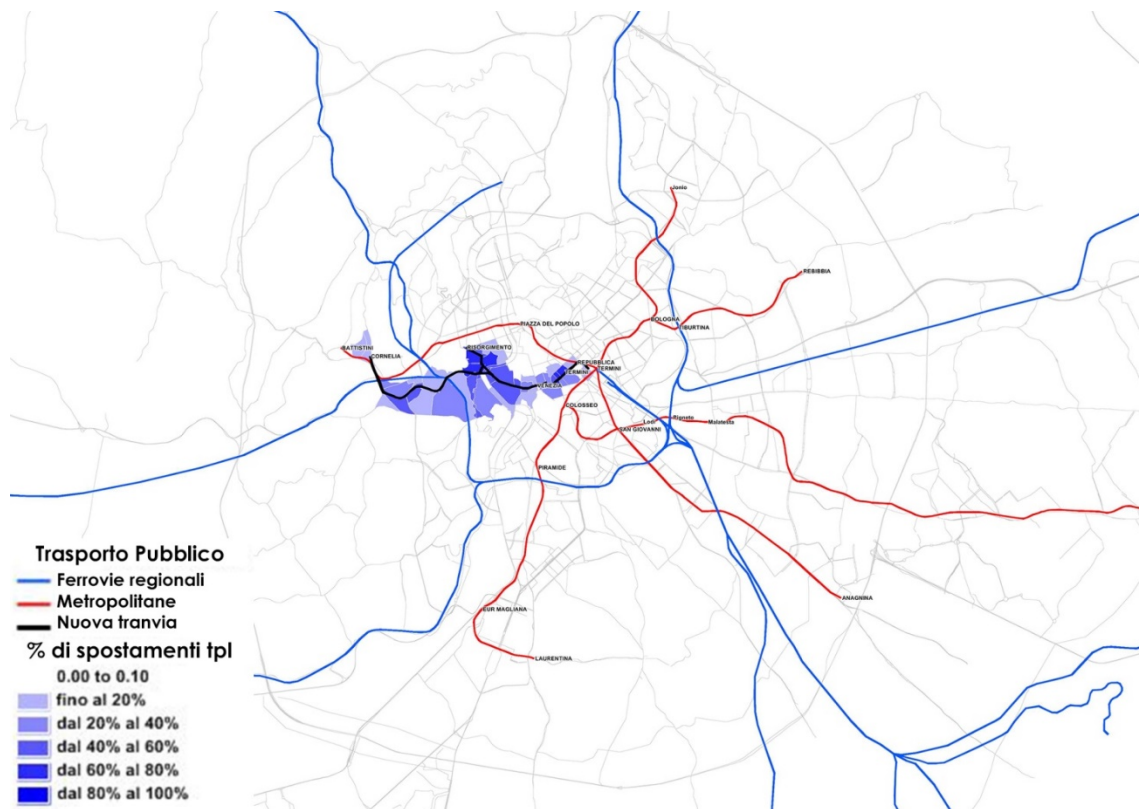 Jonio
REBIBBIA
BOLOGNA
TIBURTINA
PIAZZA DEL POPOLO
BATTISTINI
RISORGIMENTO
CORNELIA
REPUBBLICA
TERMINI
TERMINI
VENEZIA
COLOSSEO
Lodi
Pigneto
Malatesta
SAN GIOVANNI
PIRAMIDE
ANAGNINA
EUR MAGLIANA
LAURENTINA
Trasporto Pubblico
Ferrovie regionali
Metropolitane
Nuova tranvia
% di spostamenti tpl
0.00 to 0.10
fino al 20%
dal 20% al 40%
dal 40% al 60%
dal 60% al 80%
dal 80% al 100%